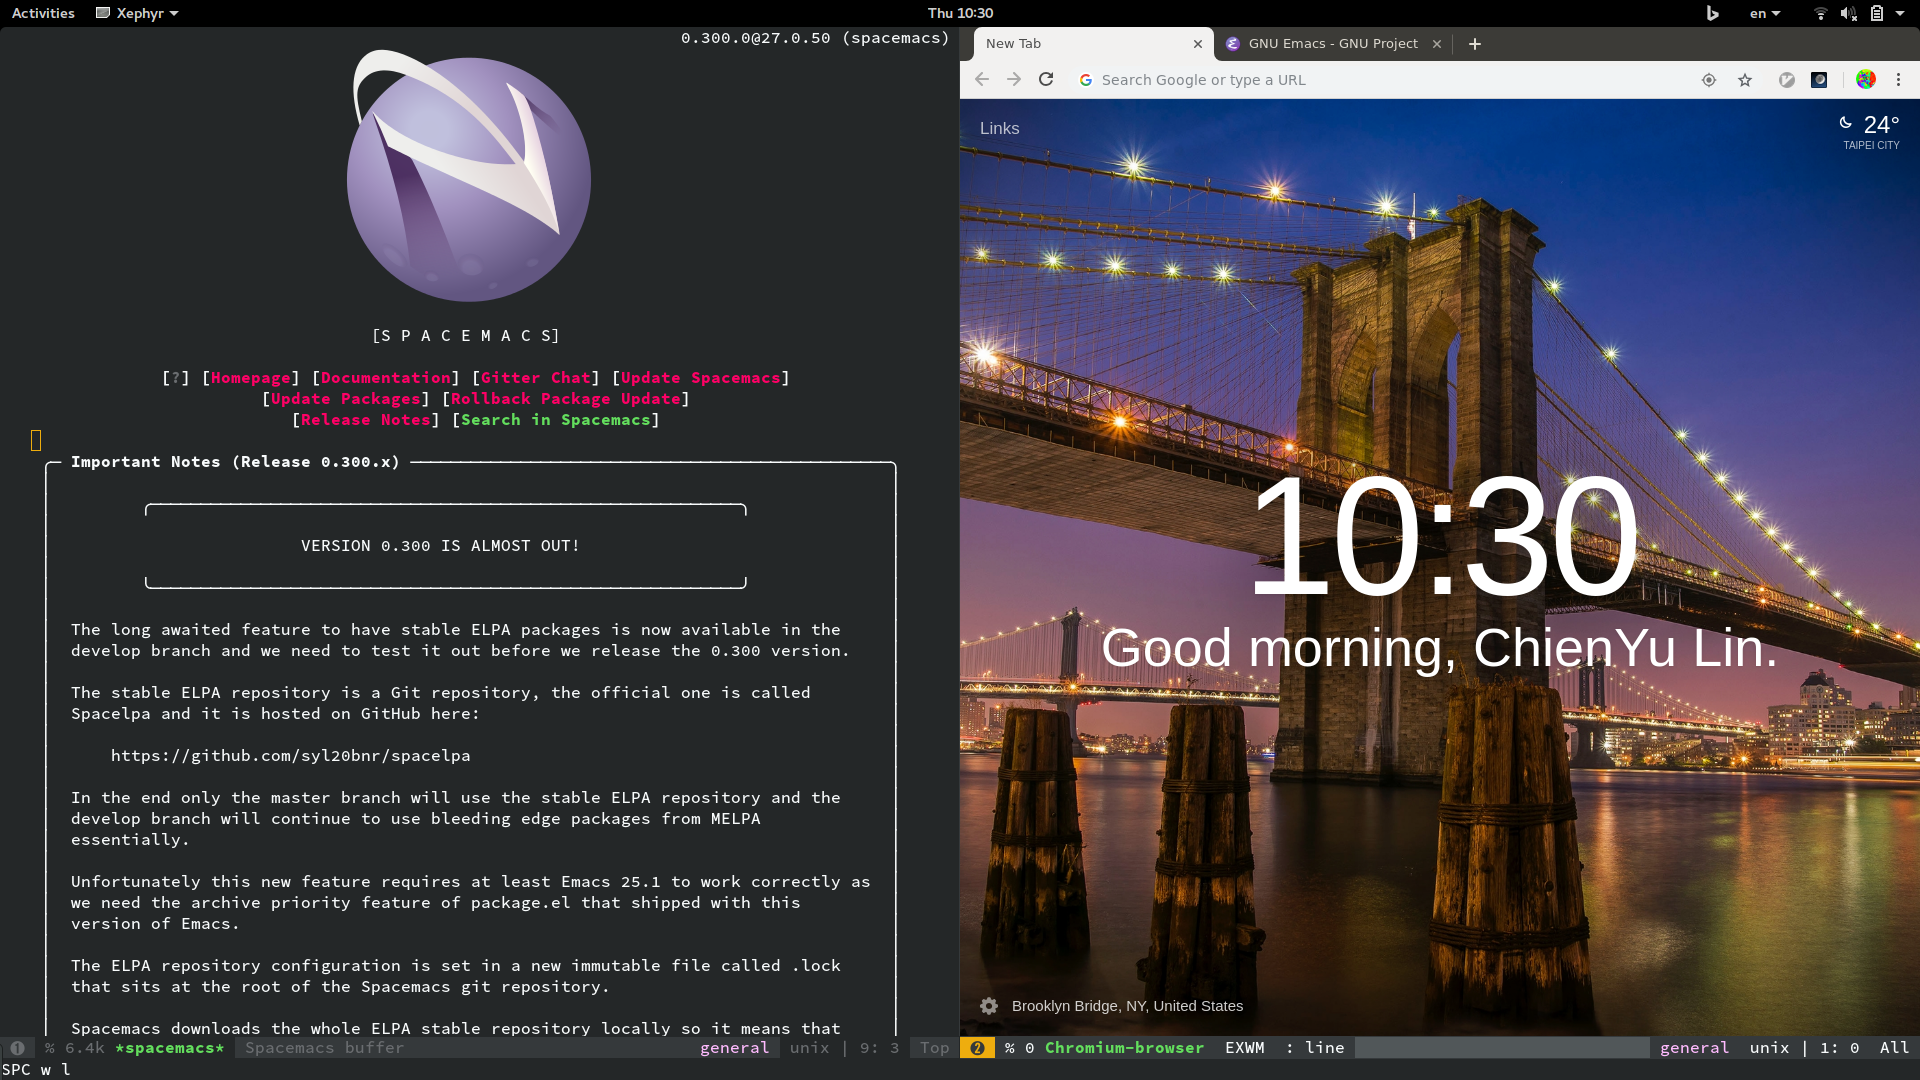 Activities Xephyr Thu 10:30 en
0.300.0@27.0.50 (spacemacs)
[S P A C E M A C S]
[?] [Homepage] [Documentation] [Gitter Chat] [Update Spacemacs]
[Update Packages] [Rollback Package Update]
[Release Notes] [Search in Spacemacs]
Important Notes (Release 0.300.x)
VERSION 0.300 IS ALMOST OUT!
The long awaited feature to have stable ELPA packages is now available in the
develop branch and we need to test it out before we release the 0.300 version.
The stable ELPA repository is a Git repository, the official one is called
Spacelpa and it is hosted on GitHub here:
https://github.com/syl20bnr/spacelpa
In the end only the master branch will use the stable ELPA repository and the
develop branch will continue to use bleeding edge packages from MELPA
essentially.
Unfortunately this new feature requires at least Emacs 25.1 to work correctly as
we need the archive priority feature of package.el that shipped with this
version of Emacs.
The ELPA repository configuration is set in a new immutable file called .lock
that sits at the root of the Spacemacs git repository.
Spacemacs downloads the whole ELPA stable repository locally so it means that
1 % 6.4k *spacemacs* Spacemacs buffer general unix | 9: 3 Top
SPC w l
New Tab GNU Emacs - GNU Project
Search Google or type a URL
Links 24°
TAIPEI CITY
10:30
Good morning, ChienYu Lin.
Brooklyn Bridge, NY, United States
2 % 0 Chromium-browser EXWM : line general unix | 1: 0 All